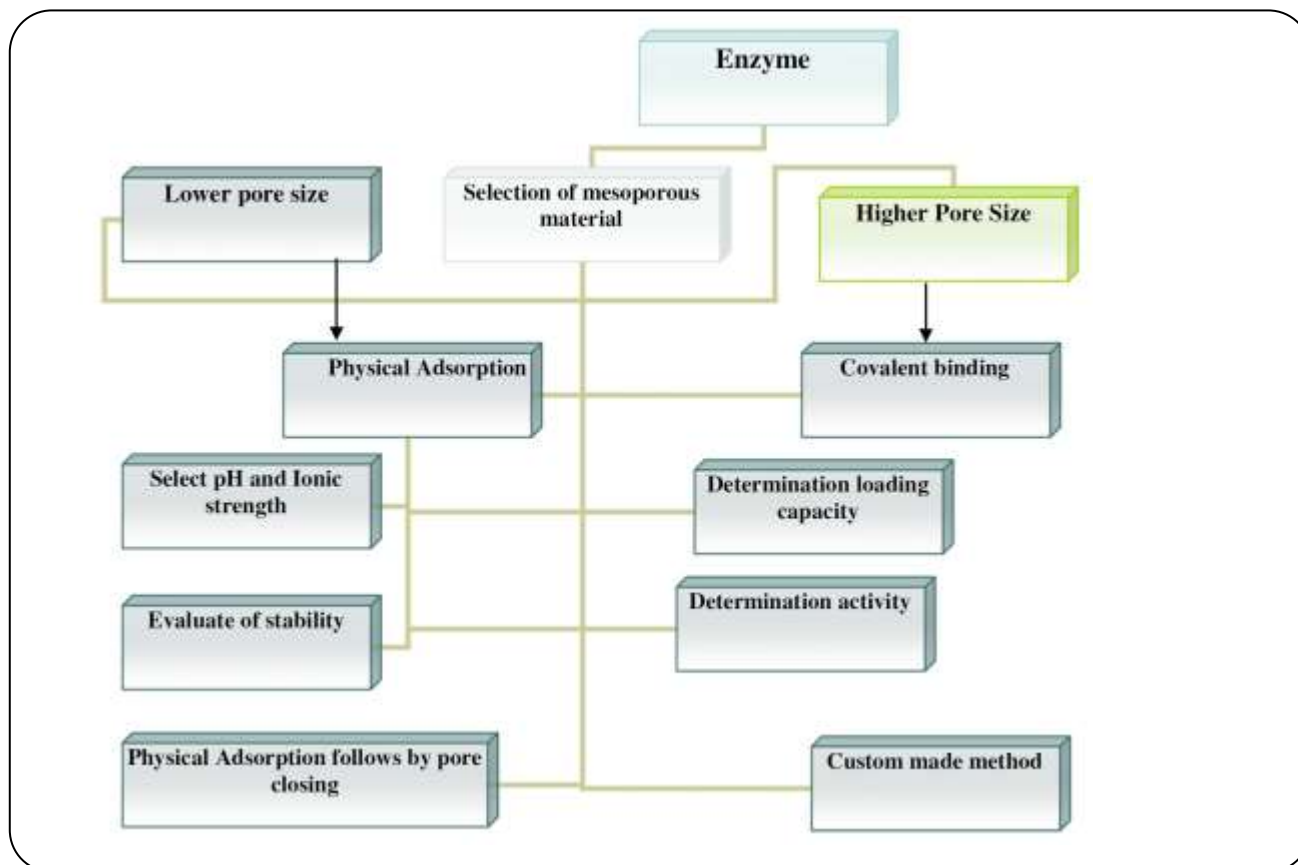 Enzyme
Lower pore size
Selection of mesoporous
material
Higher Pore Size
Physical Adsorption
Covalent binding
Select pH and Ionic
strength
Determination loading
capacity
Evaluate of stability
Determination activity
Physical Adsorption follows by pore
closing
Custom made method